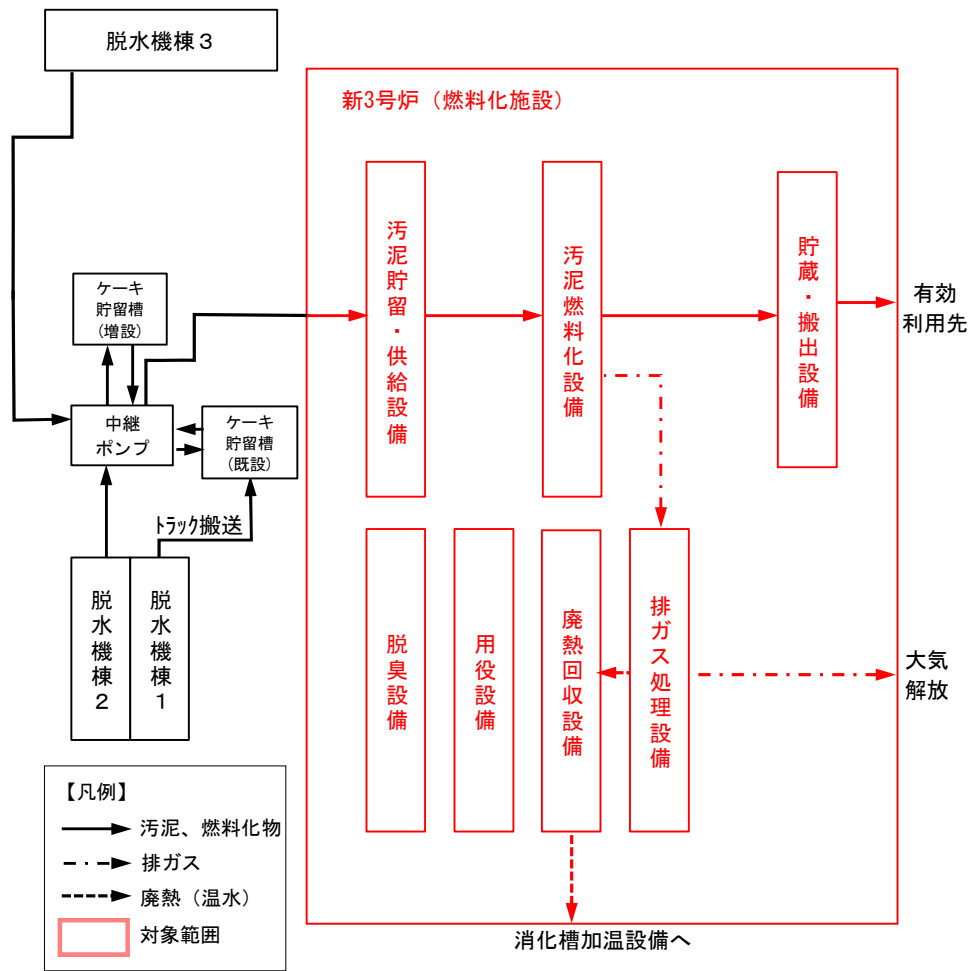 脱水機棟３
新3号炉（燃料化施設）
汚泥貯留・供給設備
汚泥燃料化設備
貯蔵・搬出設備
有効
利用先
ケーキ
貯留槽
(増設)
中継
ポンプ
ケーキ
貯留槽
(既設)
ﾄﾗｯｸ搬送
脱水機棟２
脱水機棟１
脱臭設備
用役設備
廃熱回収設備
排ガス処理設備
大気
解放
【凡例】
汚泥、燃料化物
排ガス
廃熱（温水）
対象範囲
消化槽加温設備へ